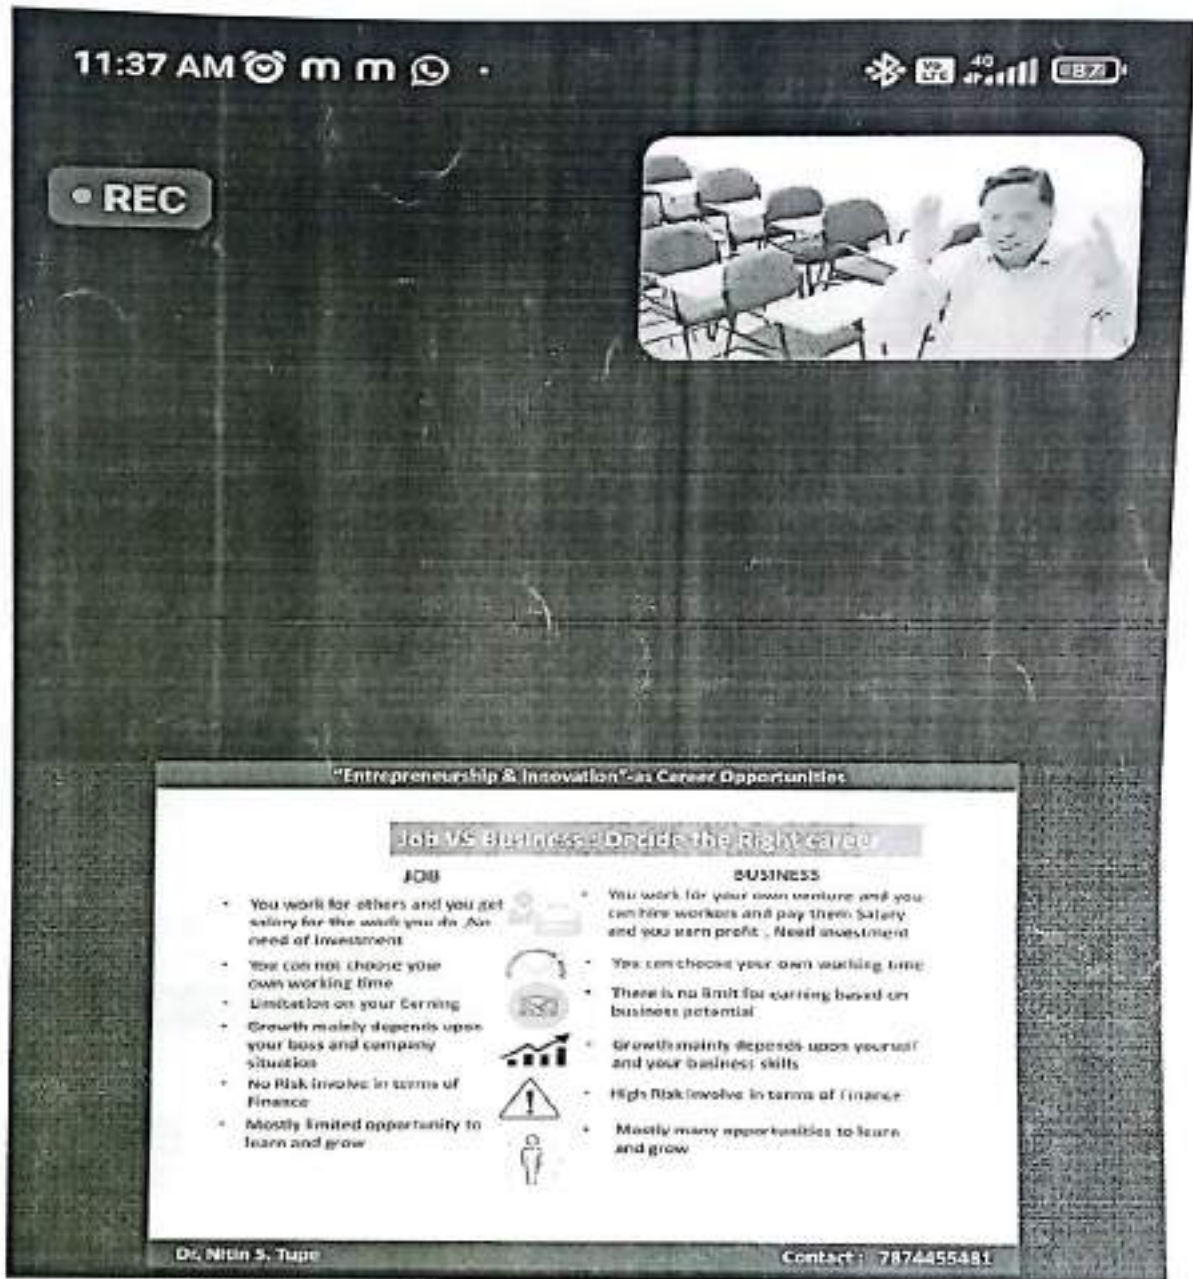 11:37 AM m m
Vo LTE 4G 87
REC
"Entrepreneurship & Innovation"-as Career Opportunities
Job VS Business : Decide the Right career
JOB
• You work for others and you get
salary for the work you do .No
need of Investment
• You can not choose your
own working time
• Limitation on your Earning
• Growth mainly depends upon
your boss and company
situation
• No Risk involve in terms of
Finance
• Mostly limited opportunity to
learn and grow
BUSINESS
• You work for your own venture and you
can hire workers and pay them Salary
and you earn profit . Need investment
• You can choose your own working time
• There is no limit for earning based on
business potential
• Growth mainly depends upon yourself
and your business skills
• High Risk involve in terms of Finance
• Mostly many opportunities to learn
and grow
Dr. Nitin S. Tupe
Contact : 7874455481